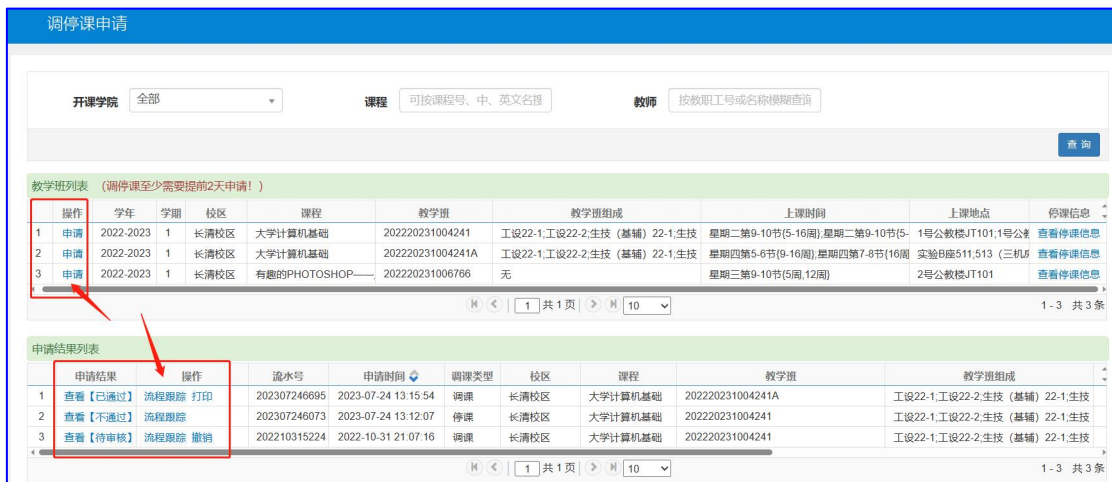 调停课申请
开课学院 全部 课程 可按课程号、中、英文名搜 教师 按教职工号或名称模糊查询
查 询
教学班列表 (调停课至少需要提前2天申请!)
操作 学年 学期 校区 课程 教学班 教学班组成 上课时间 上课地点 停课信息
1 申请 2022-2023 1 长清校区 大学计算机基础 202220231004241 工设22-1;工设22-2;生技 (基辅) 22-1;生技 星期二第9-10节{5-16周};星期二第9-10节{5- 1号公教楼JT101;1号公教 查看停课信息
2 申请 2022-2023 1 长清校区 大学计算机基础 202220231004241A 工设22-1;工设22-2;生技 (基辅) 22-1;生技 星期四第5-6节{9-16周};星期四第7-8节{16周 实验B座511,513 (三机房 查看停课信息
3 申请 2022-2023 1 长清校区 有趣的PHOTOSHOP—— 202220231006766 无 星期三第9-10节{5周,12周} 2号公教楼JT101 查看停课信息
1 共1页 10 1-3 共3条
申请结果列表
申请结果 操作 流水号 申请时间 调课类型 校区 课程 教学班 教学班组成
1 查看【已通过】 流程跟踪 打印 202307246695 2023-07-24 13:15:54 调课 长清校区 大学计算机基础 202220231004241A 工设22-1;工设22-2;生技 (基辅) 22-1;生技
2 查看【不通过】 流程跟踪 202307246073 2023-07-24 13:12:07 停课 长清校区 大学计算机基础 202220231004241 工设22-1;工设22-2;生技 (基辅) 22-1;生技
3 查看【待审核】 流程跟踪 撤销 202210315224 2022-10-31 21:07:16 调课 长清校区 大学计算机基础 202220231004241 工设22-1;工设22-2;生技 (基辅) 22-1;生技
1 共1页 10 1-3 共3条